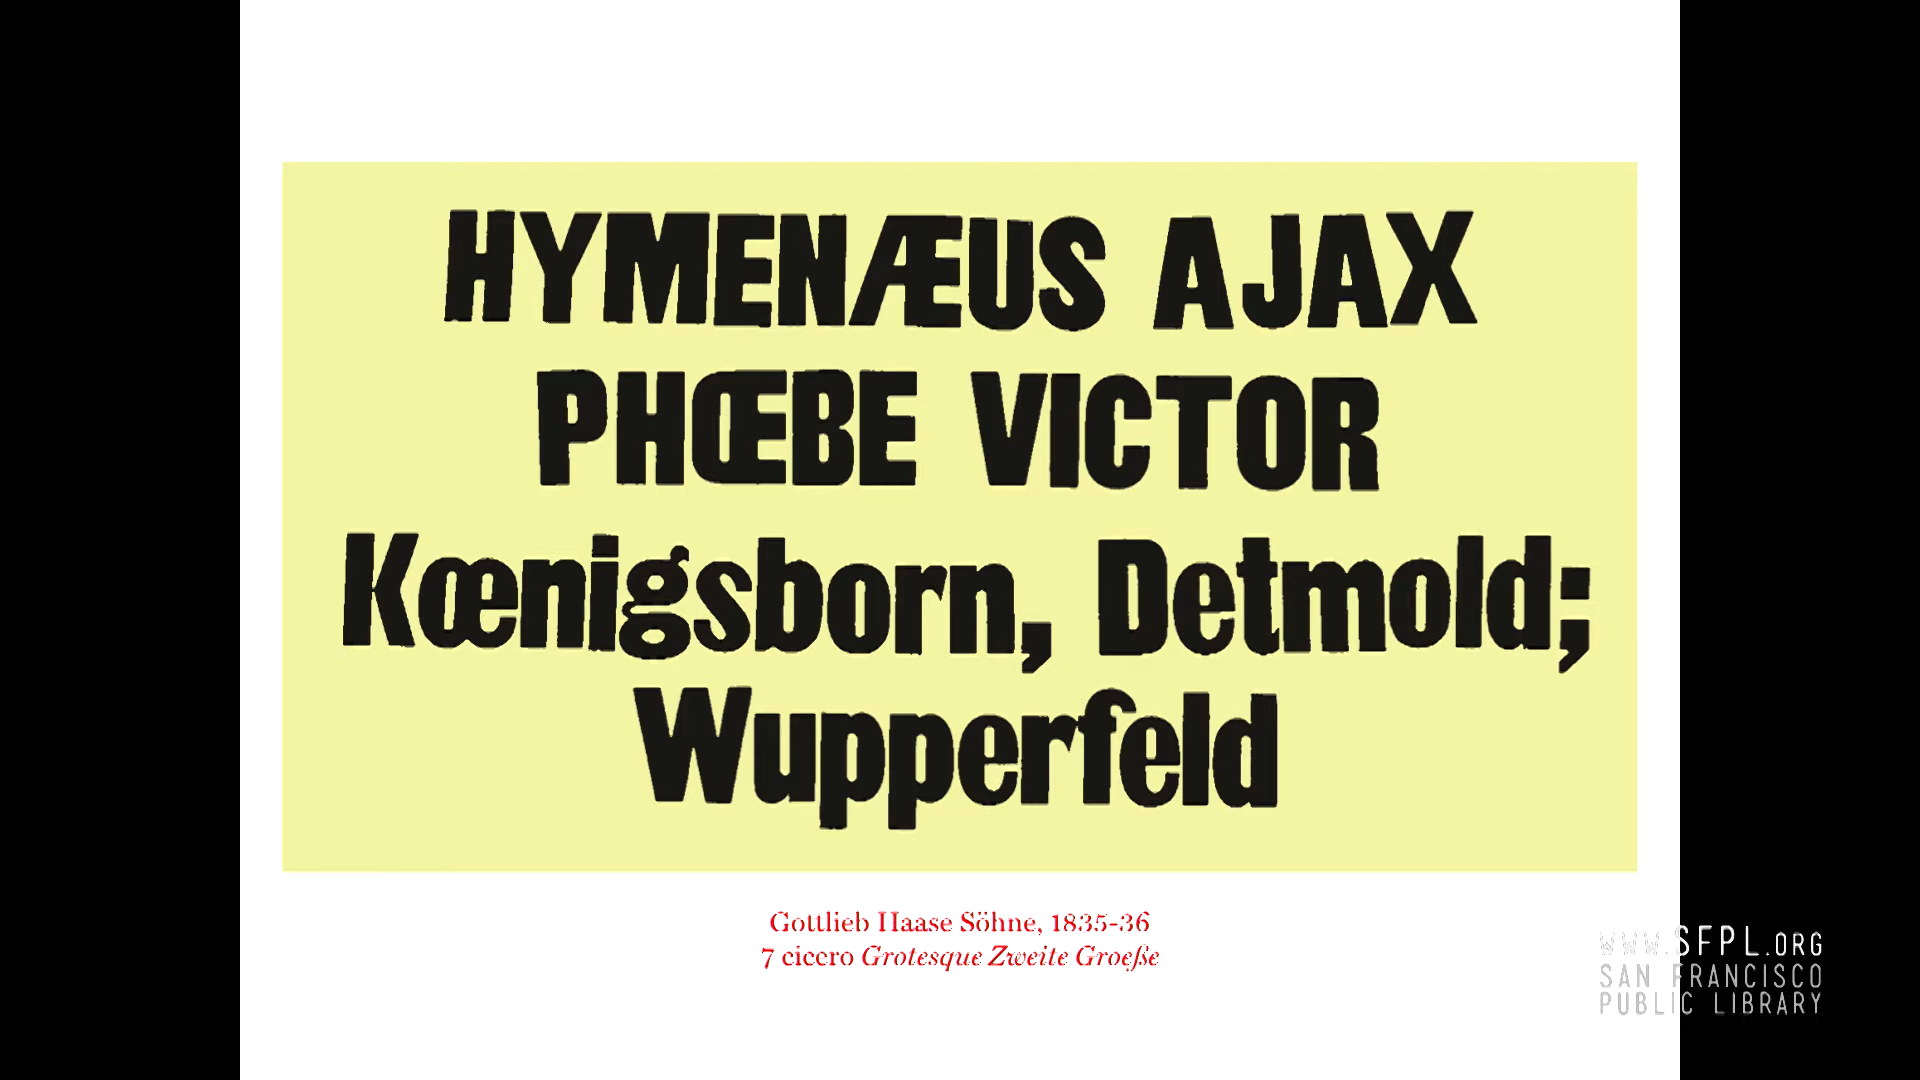 HYMENÆUS AJAX
PHŒBE VICTOR
Kœnigsborn, Detmold;
Wupperfeld
Gottlieb Haase Söhne, 1835-36
7 cicero Grotesque Zweite Groeße
WWW.SFPL.ORG
SAN FRANCISCO
PUBLIC LIBRARY